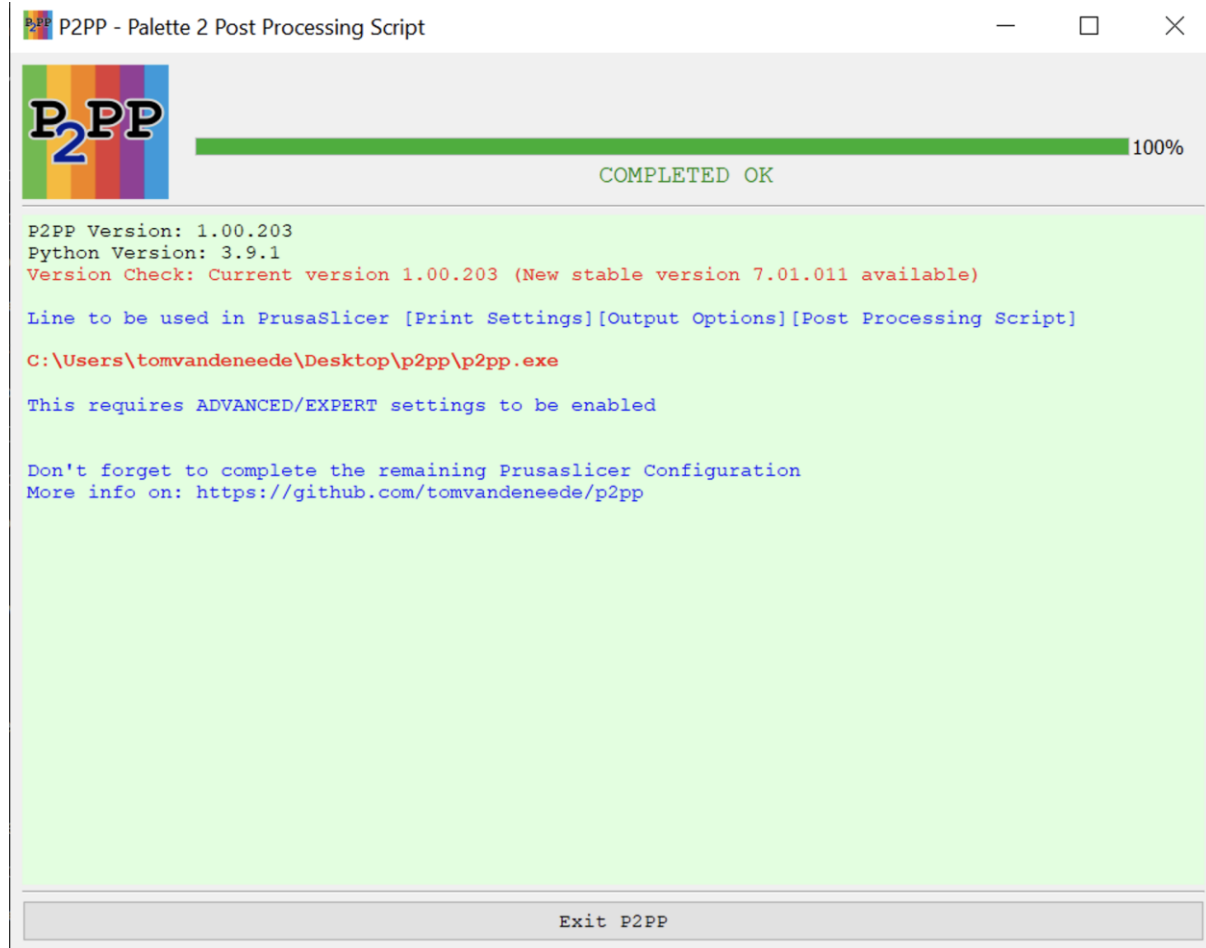 P2PP P2PP - Palette 2 Post Processing Script
P2PP
100%
COMPLETED OK
P2PP Version: 1.00.203
Python Version: 3.9.1
Version Check: Current version 1.00.203 (New stable version 7.01.011 available)
Line to be used in PrusaSlicer [Print Settings][Output Options][Post Processing Script]
C:\Users\tomvandeneede\Desktop\p2pp\p2pp.exe
This requires ADVANCED/EXPERT settings to be enabled
Don't forget to complete the remaining Prusaslicer Configuration
More info on: https://github.com/tomvandeneede/p2pp
Exit P2PP